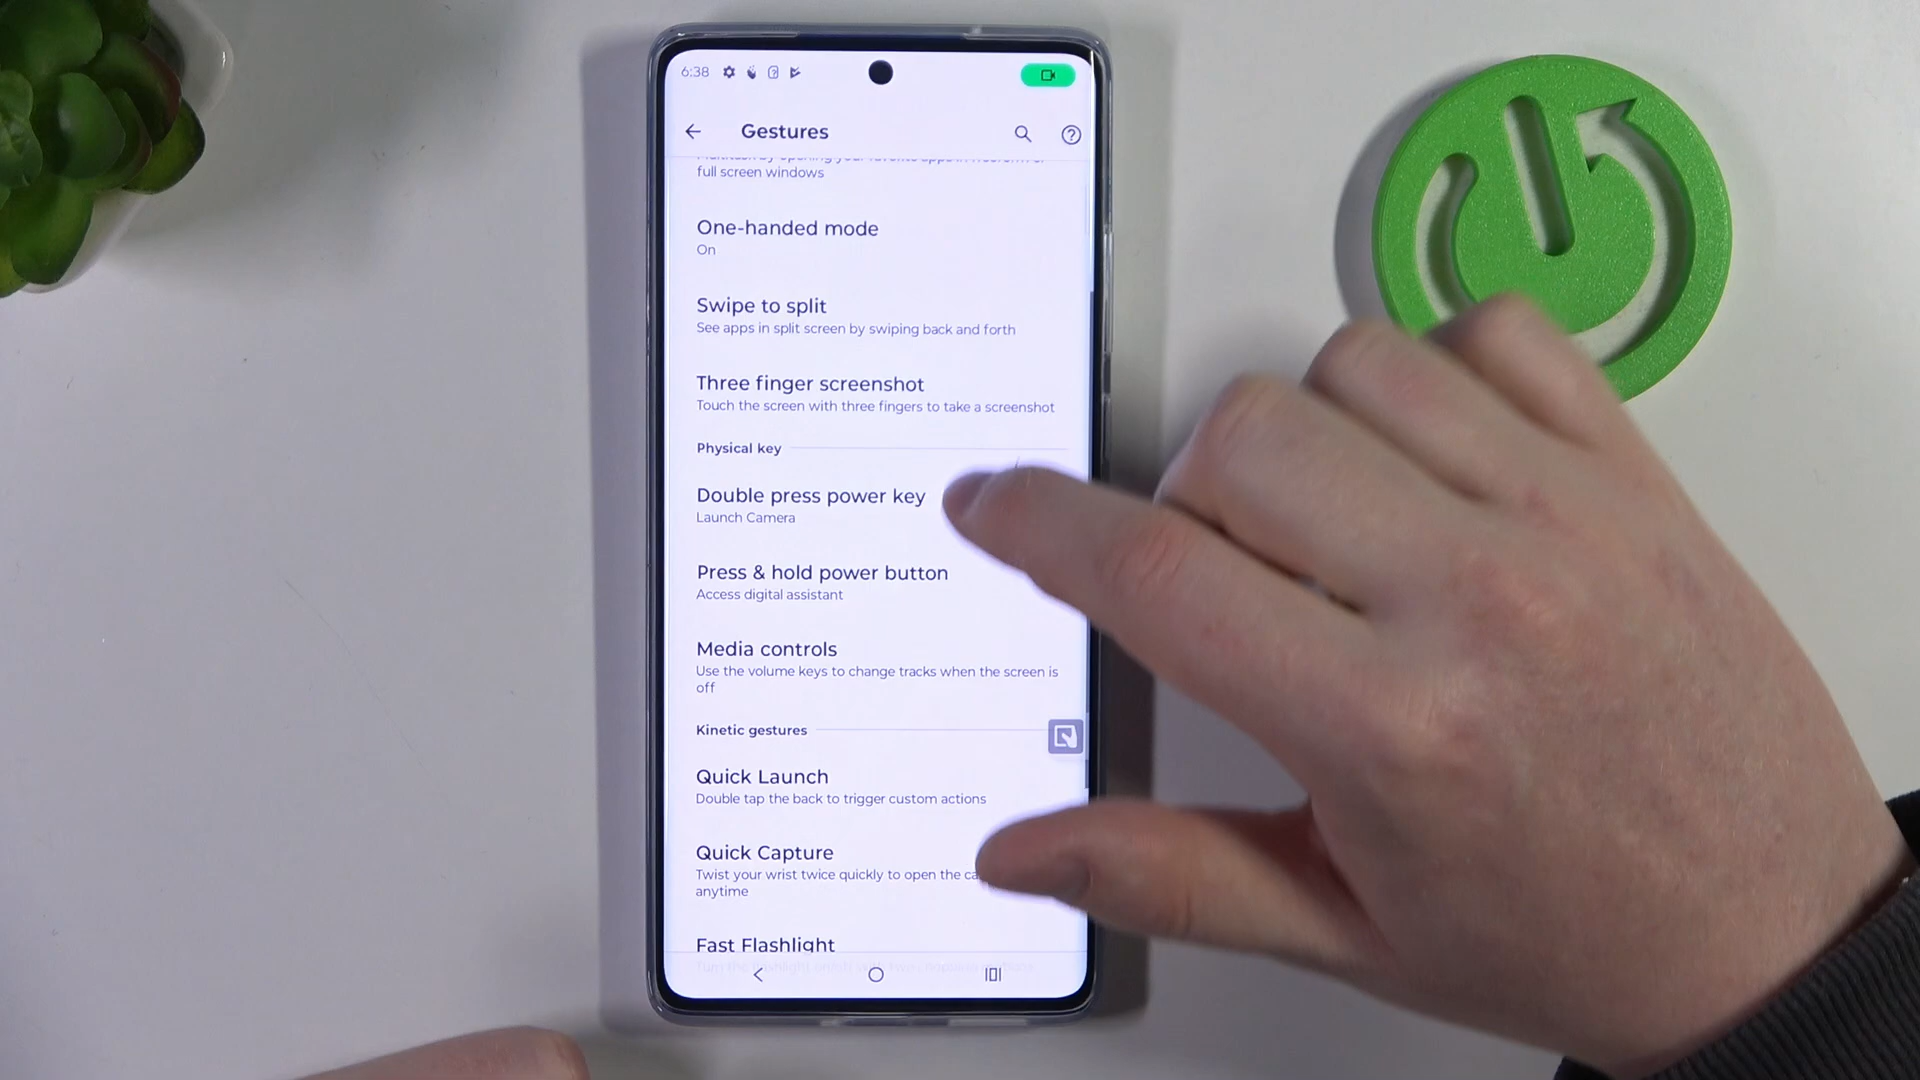 6:38
Gestures
full screen windows
One-handed mode
On
Swipe to split
See apps in split screen by swiping back and forth
Three finger screenshot
Touch the screen with three fingers to take a screenshot
Physical key
Double press power key
Launch Camera
Press & hold power button
Access digital assistant
Media controls
Use the volume keys to change tracks when the screen is
off
Kinetic gestures
Quick Launch
Double tap the back to trigger custom actions
Quick Capture
Twist your wrist twice quickly to open the
anytime
Fast Flashlight